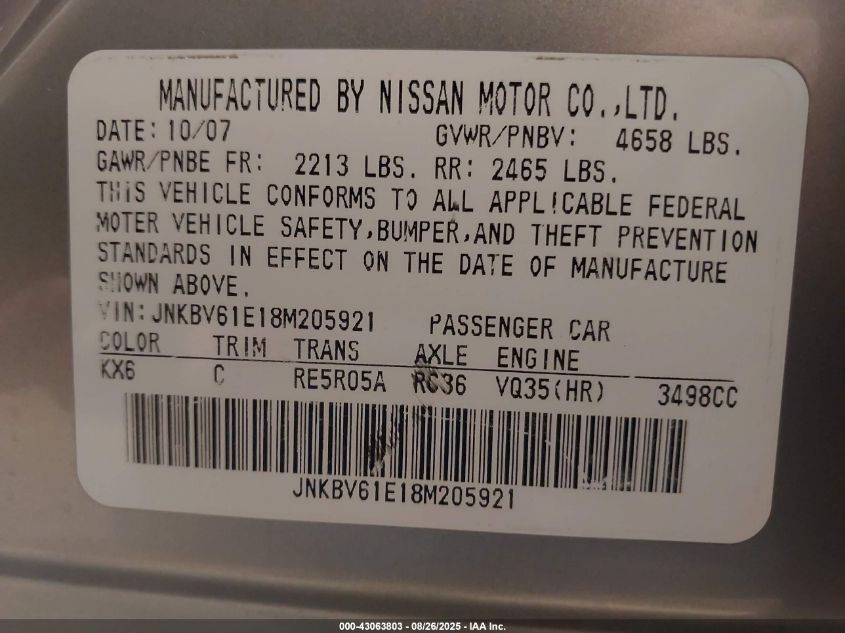 MANUFACTURED BY NISSAN MOTOR CO.,LTD.
DATE: 10/07 GVWR/PNBV: 4658 LBS.
GAWR/PNBE FR: 2213 LBS. RR: 2465 LBS.
THIS VEHICLE CONFORMS TO ALL APPLICABLE FEDERAL
MOTER VEHICLE SAFETY,BUMPER,AND THEFT PREVENTION
STANDARDS IN EFFECT ON THE DATE OF MANUFACTURE
SHOWN ABOVE.
VIN: JNKBV61E18M205921 PASSENGER CAR
COLOR TRIM TRANS AXLE ENGINE
KX6 C RE5R05A RC36 VQ35(HR) 3498CC
JNKBV61E18M205921
000-43063803 - 08/26/2025 - IAA Inc.